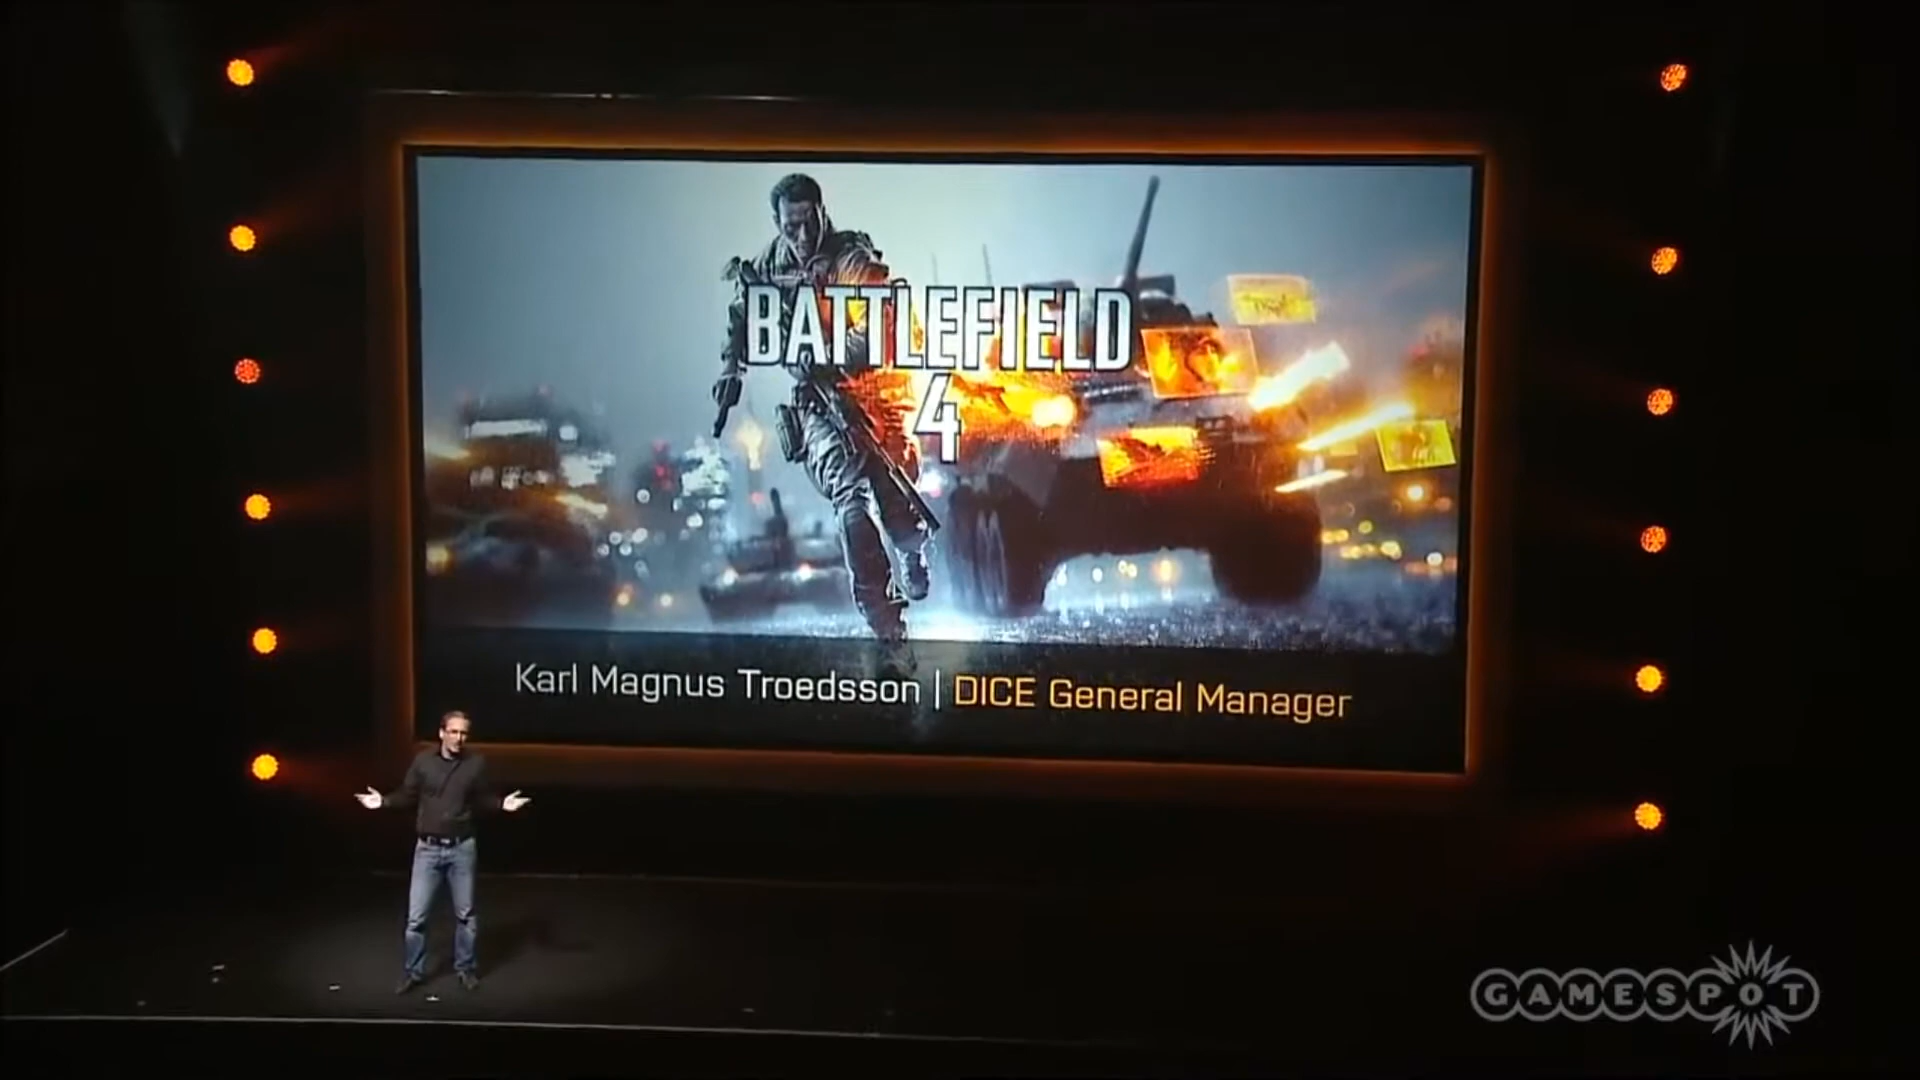 BATTLEFIELD
4
Karl Magnus Troedsson | DICE General Manager
GAMESPOT